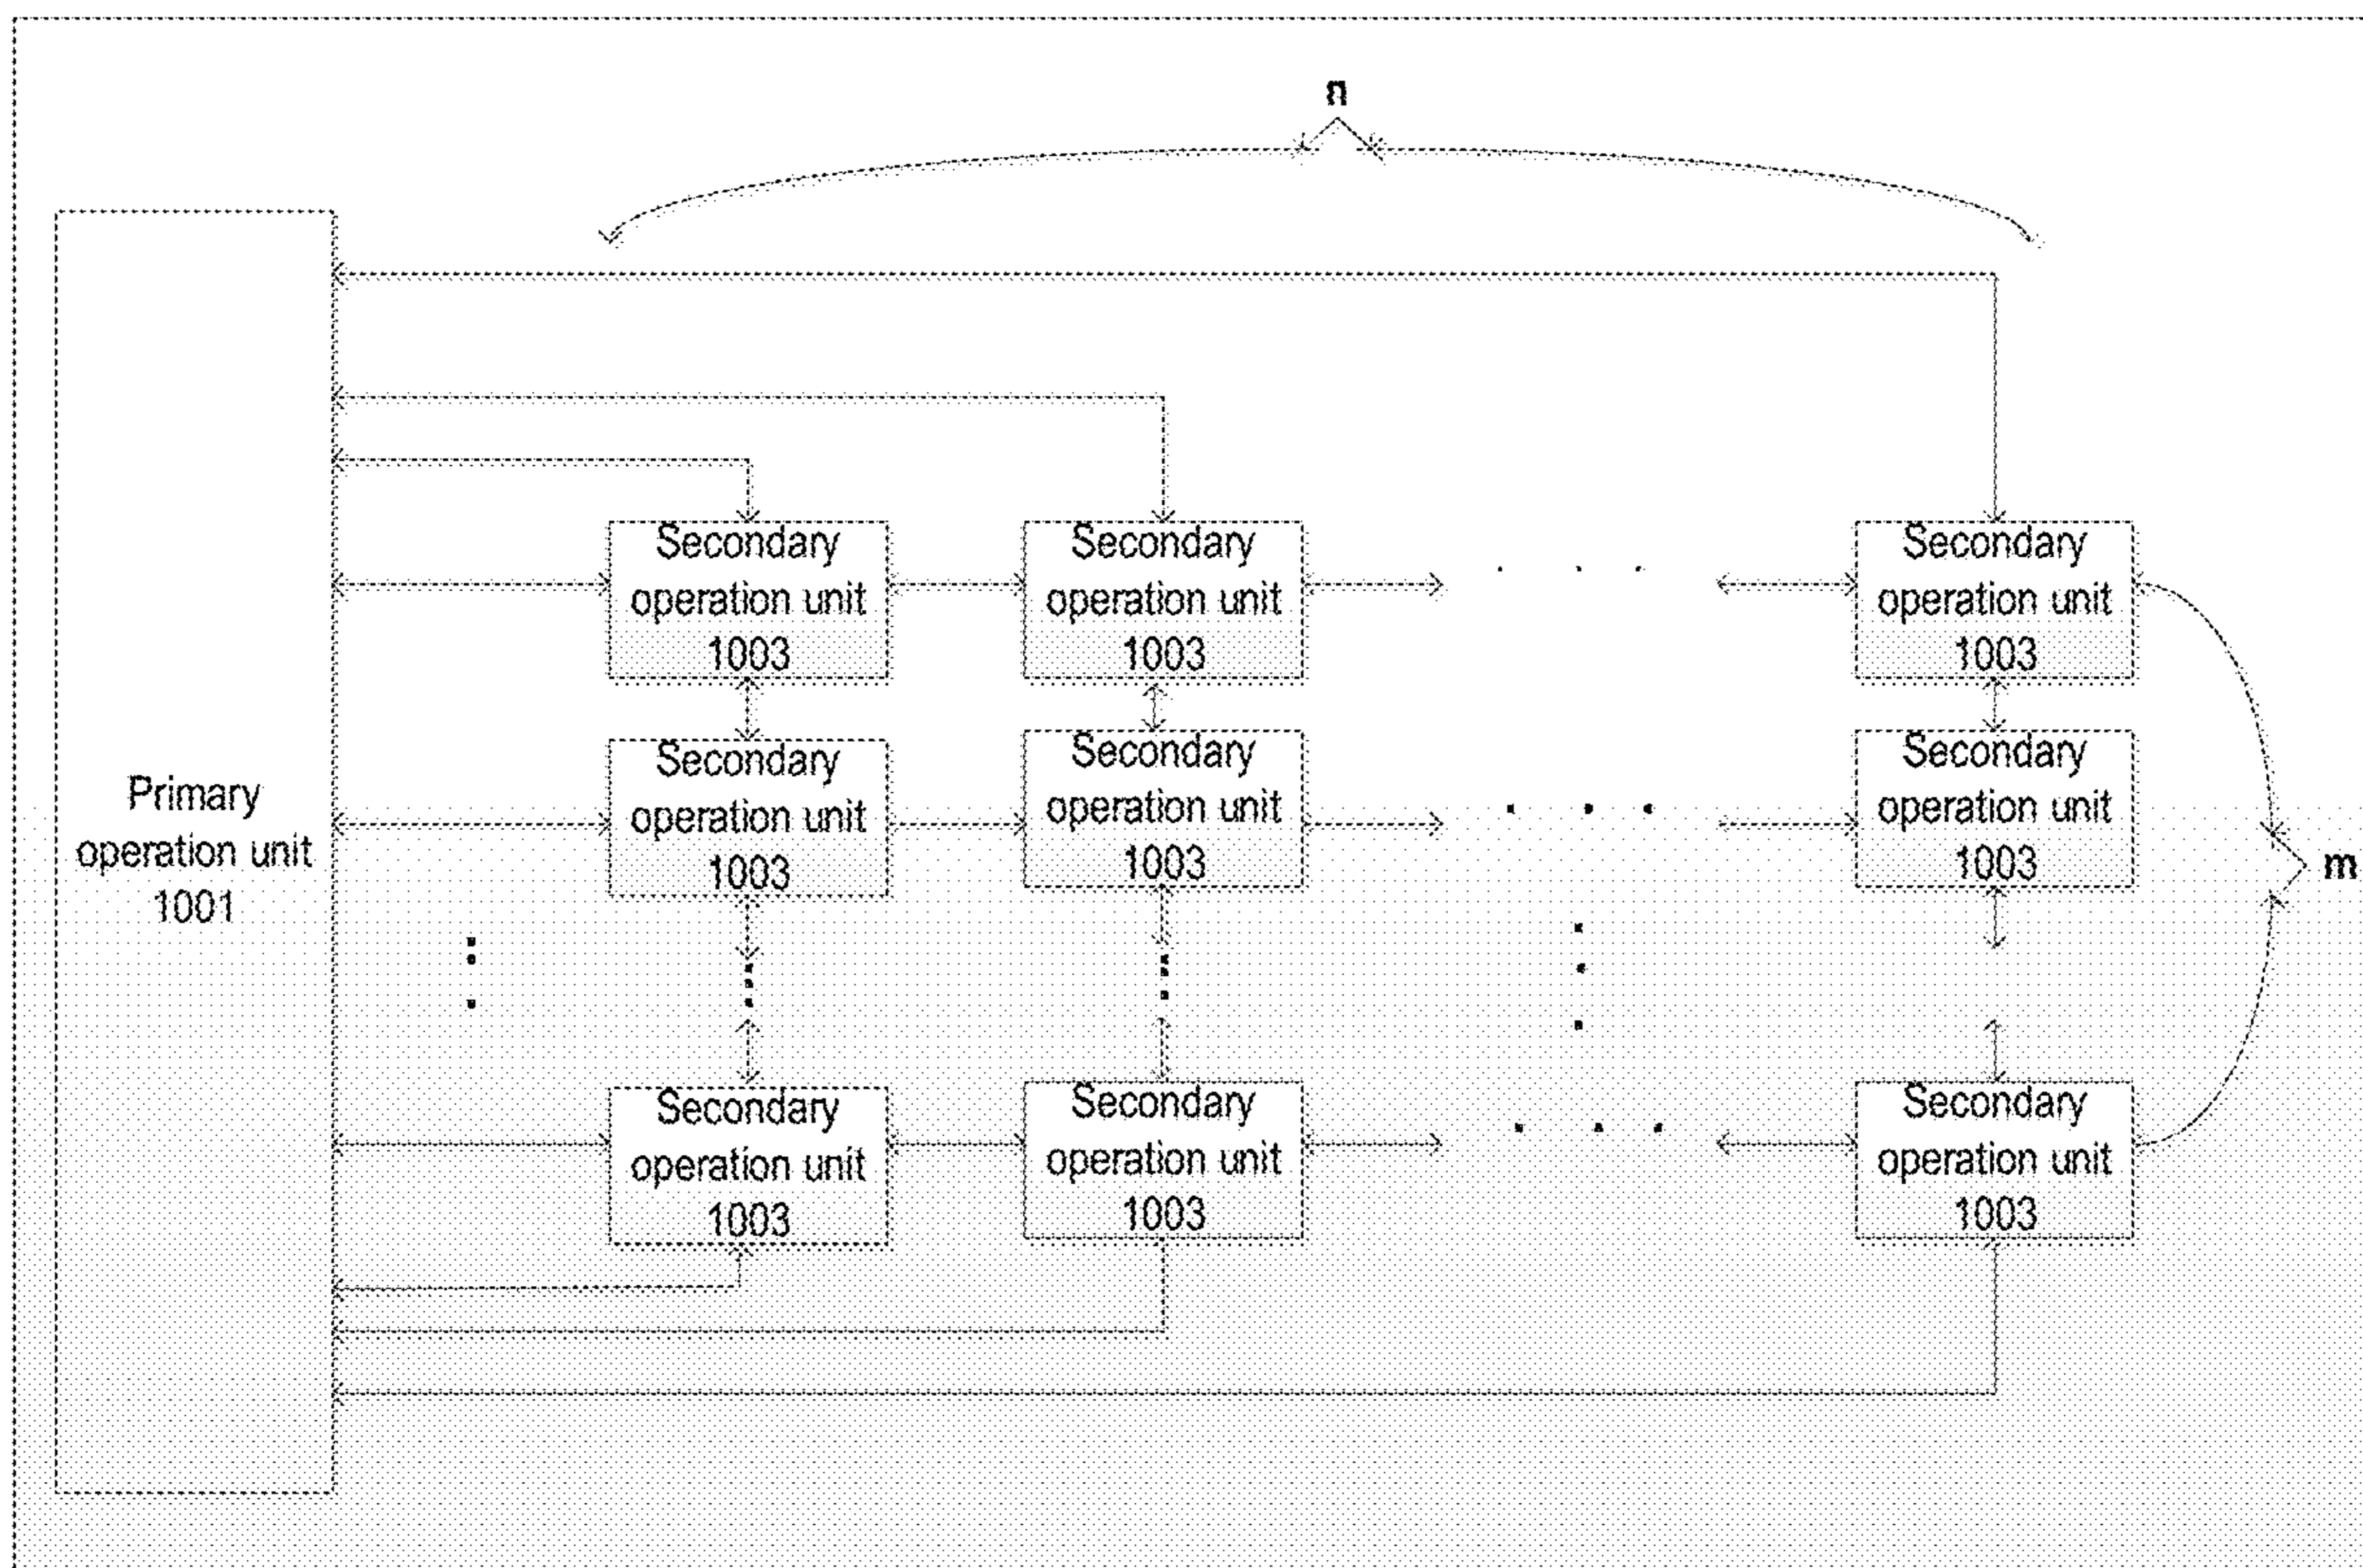 n
Secondary
operation unit
1003
Secondary
operation unit
1003
Secondary
operation unit
1003
Primary
operation unit
1001
Secondary
operation unit
1003
Secondary
operation unit
1003
Secondary
operation unit
1003
m
Secondary
operation unit
1003
Secondary
operation unit
1003
Secondary
operation unit
1003